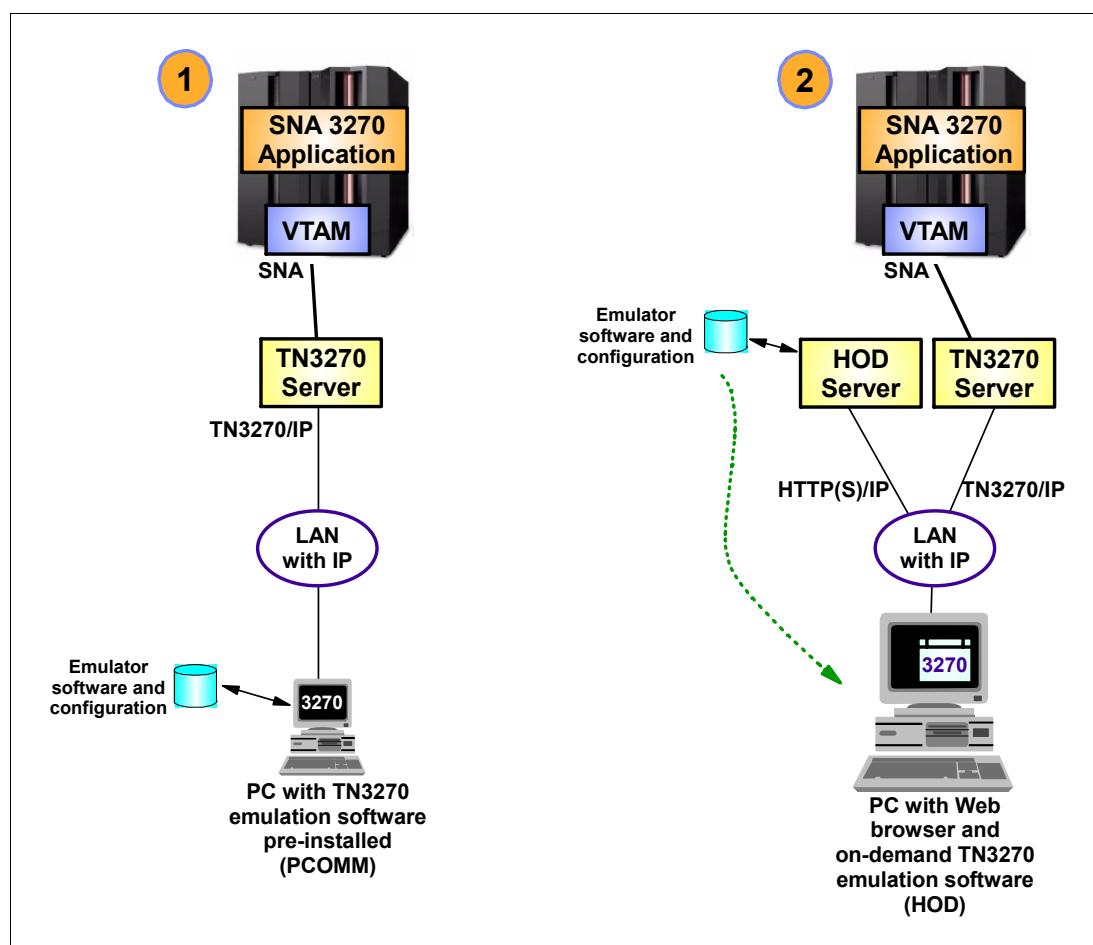 1
SNA 3270
Application
VTAM
SNA
TN3270
Server
TN3270/IP
LAN
with IP
Emulator
software and
configuration
3270
PC with TN3270
emulation software
pre-installed
(PCOMM)
2
SNA 3270
Application
VTAM
SNA
Emulator
software and
configuration
HOD
Server
TN3270
Server
HTTP(S)/IP
TN3270/IP
LAN
with IP
3270
PC with Web
browser and
on-demand TN3270
emulation software
(HOD)